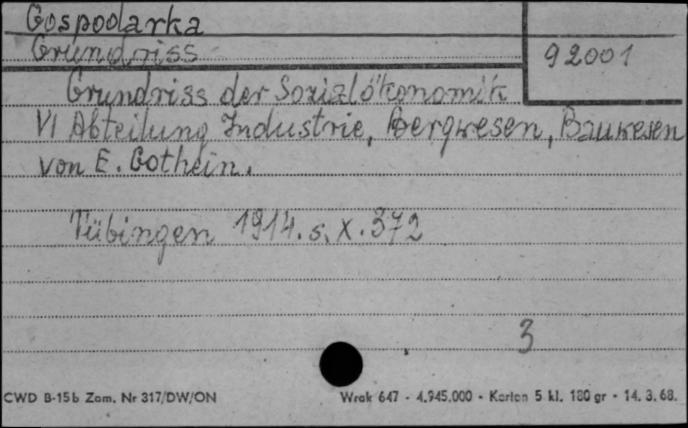 Gospodarka
Grundriss
92001
Grundriss der Sozialökonomik
VI Abteilung Industrie, Bergwesen, Bauwesen
von E. Gothein.
Tübingen 1914. s. X. 372
3
CWD B-15b Zam. Nr 317/DW/ON
Wrak 647 - 4.945.000 - Karton 5 kl. 180 gr - 14. 3. 68.